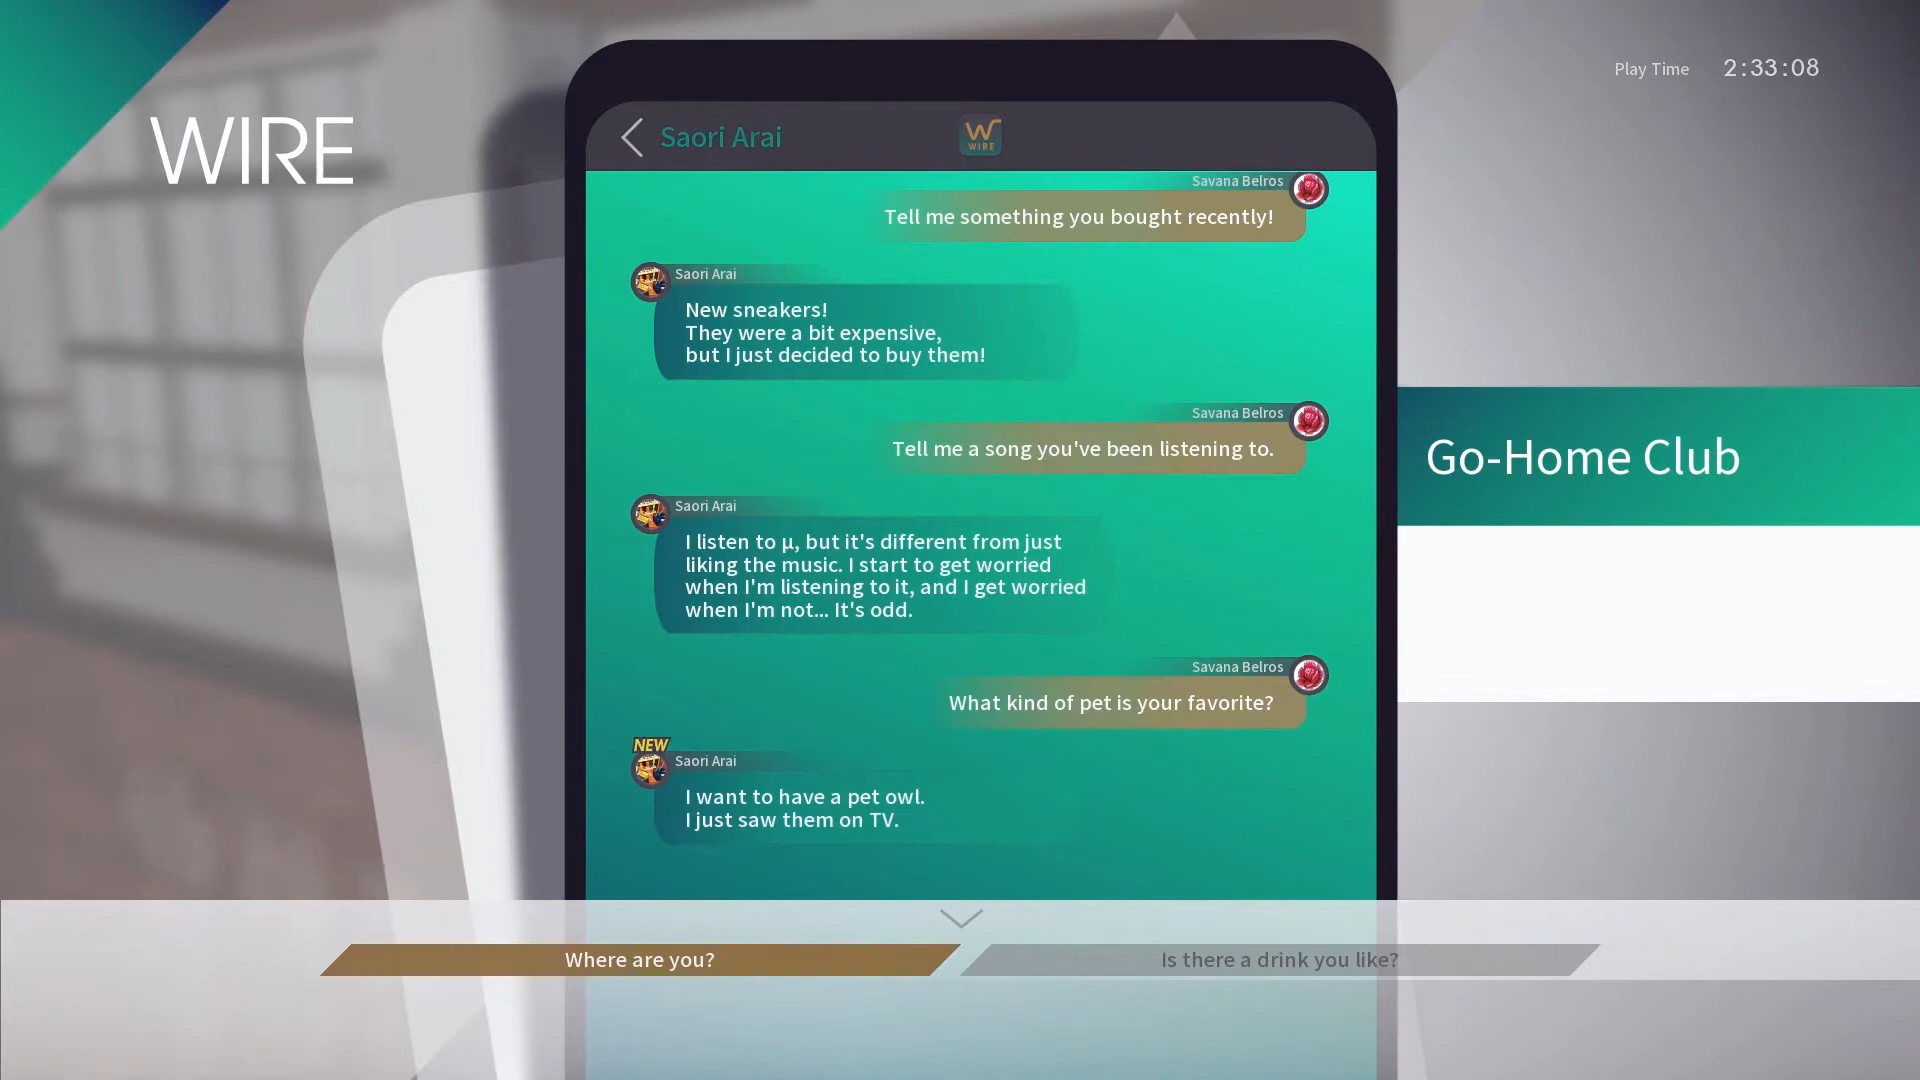 Play Time 2:33:08
WIRE
Saori Arai
W
WIRE
Savana Belros
Tell me something you bought recently!
Saori Arai
New sneakers!
They were a bit expensive,
but I just decided to buy them!
Savana Belros
Tell me a song you've been listening to.
Go-Home Club
Saori Arai
I listen to μ, but it's different from just
liking the music. I start to get worried
when I'm listening to it, and I get worried
when I'm not... It's odd.
Savana Belros
What kind of pet is your favorite?
NEW
Saori Arai
I want to have a pet owl.
I just saw them on TV.
Where are you?
Is there a drink you like?